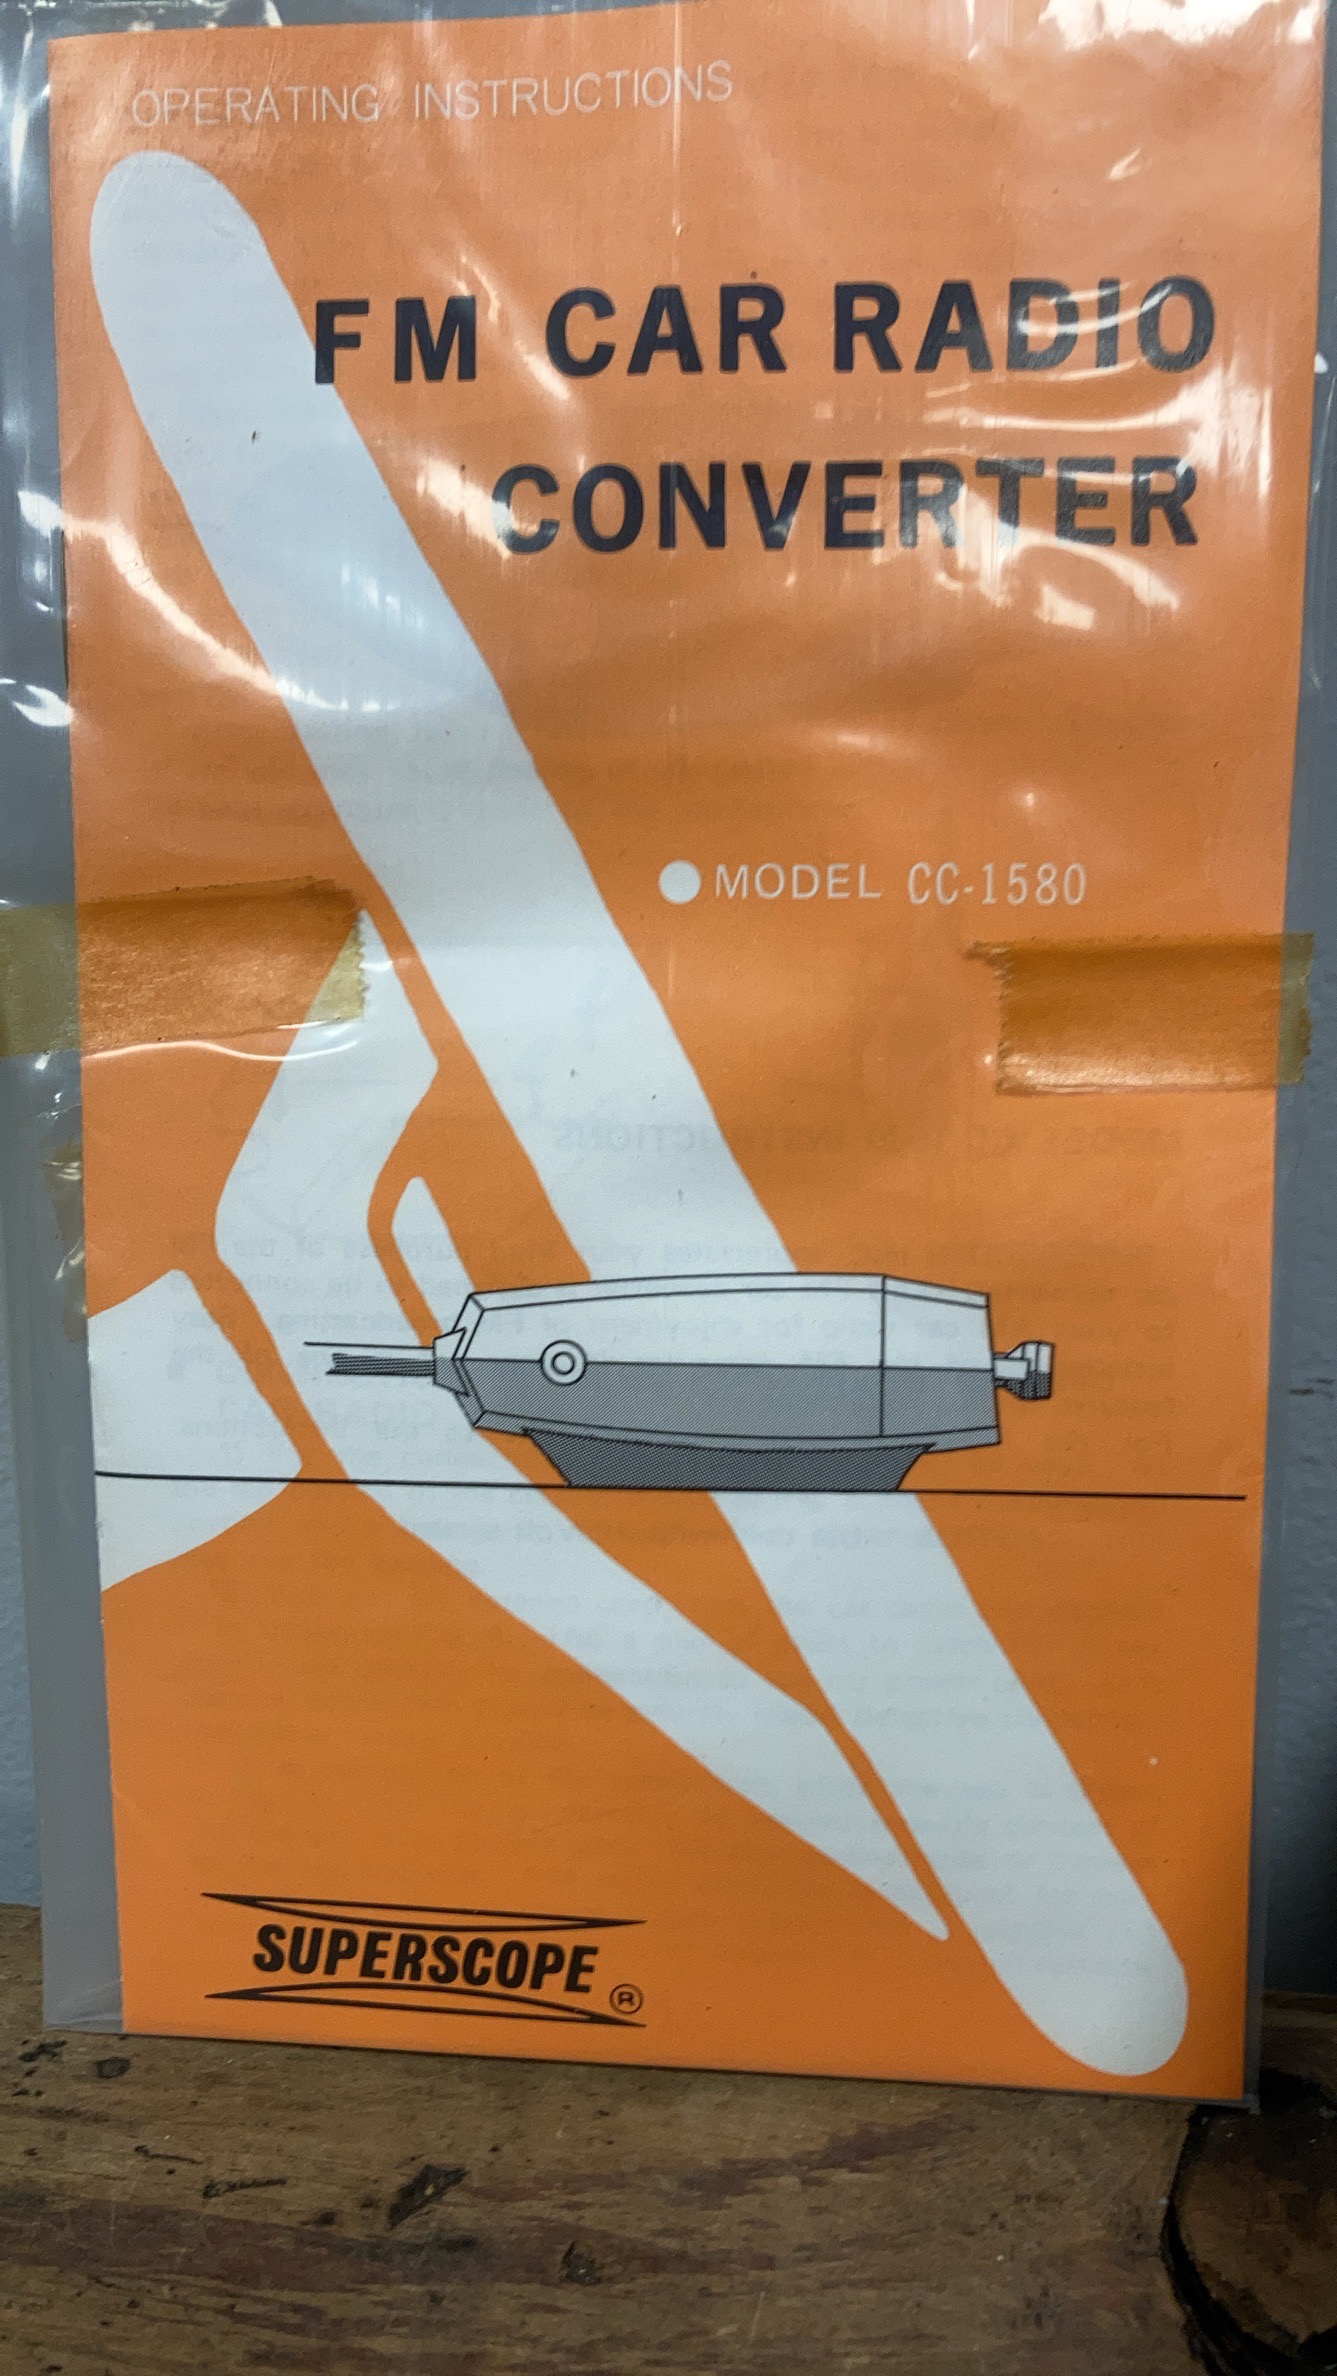 OPERATING INSTRUCTIONS
FM CAR RADIO
CONVERTER
MODEL CC-1580
SUPERSCOPE ®